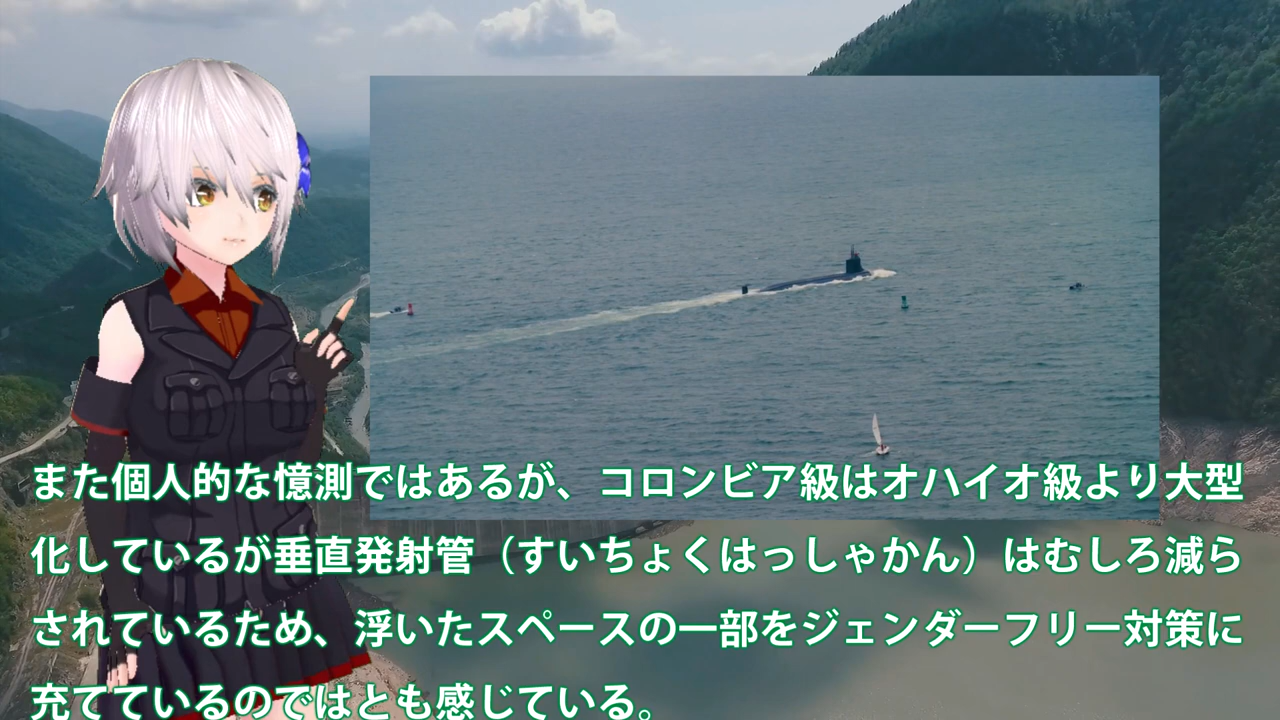 また個人的な憶測ではあるが、コロンビア級はオハイオ級より大型
化しているが垂直発射管（すいちょくはっしゃかん）はむしろ減ら
されているため、浮いたスペースの一部をジェンダーフリー対策に
充てているのではとも感じている。